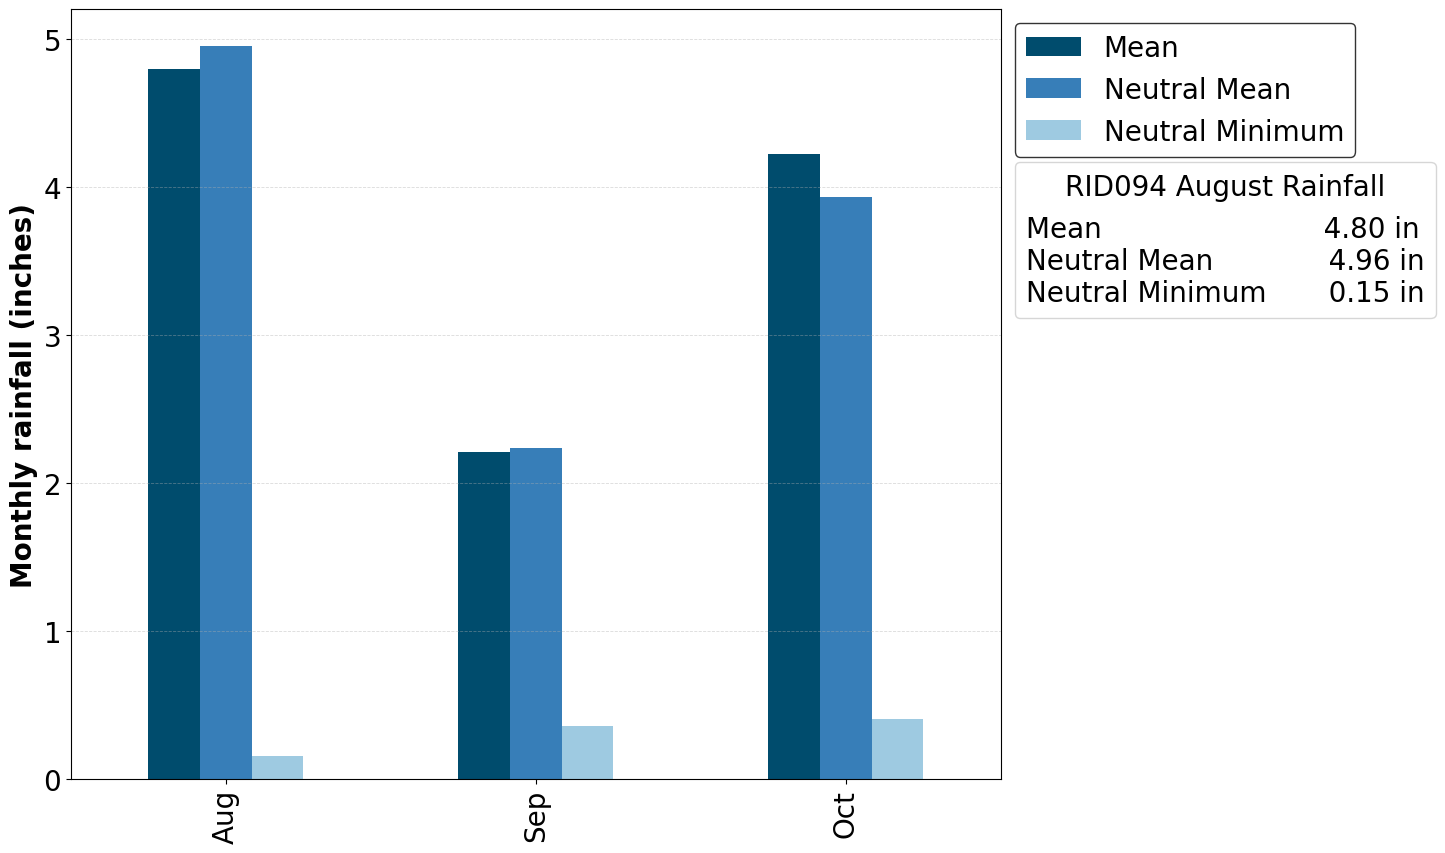 Monthly rainfall (inches)
5
4
3
2
1
0
Aug
Sep
Oct
Mean
Neutral Mean
Neutral Minimum
RID094 August Rainfall
Mean 4.80 in
Neutral Mean 4.96 in
Neutral Minimum 0.15 in